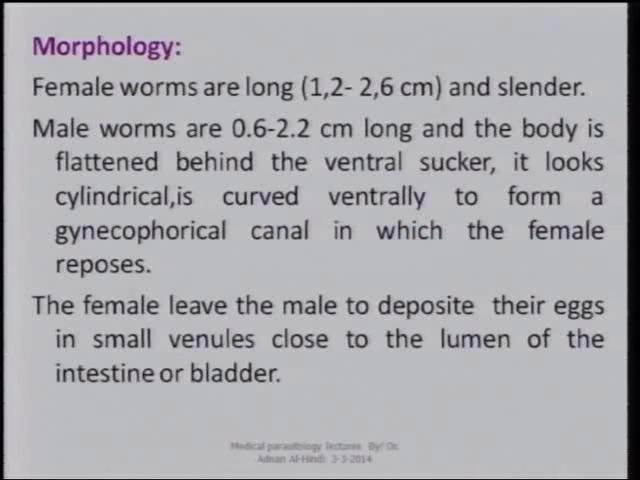 Morphology:
Female worms are long (1,2- 2,6 cm) and slender.
Male worms are 0.6-2.2 cm long and the body is
flattened behind the ventral sucker, it looks
cylindrical,is curved ventrally to form a
gynecophorical canal in which the female
reposes.
The female leave the male to deposite their eggs
in small venules close to the lumen of the
intestine or bladder.
Medical parasitology lectures By/ Dr.
Adnan Al-Hindi 3-3-2014